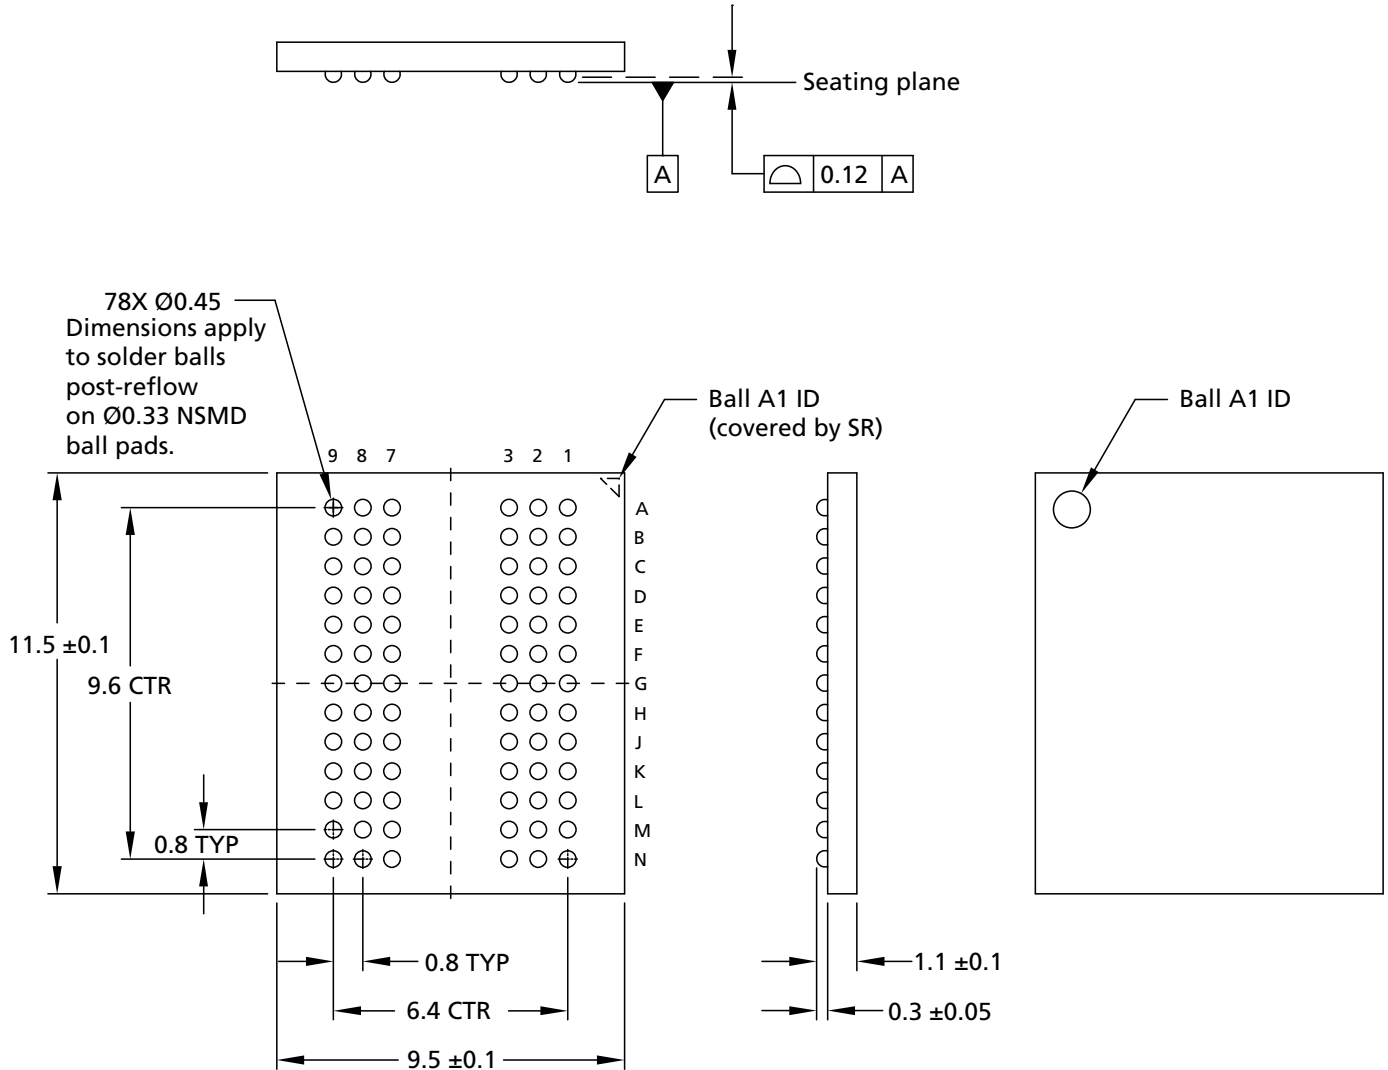 Seating plane
A
0.12 A
78X Ø0.45
Dimensions apply
to solder balls
post-reflow
on Ø0.33 NSMD
ball pads.
Ball A1 ID
(covered by SR)
Ball A1 ID
9 8 7 3 2 1
A
B
C
D
E
F
G
H
J
K
L
M
N
11.5 ±0.1
9.6 CTR
0.8 TYP
0.8 TYP
6.4 CTR
9.5 ±0.1
1.1 ±0.1
0.3 ±0.05